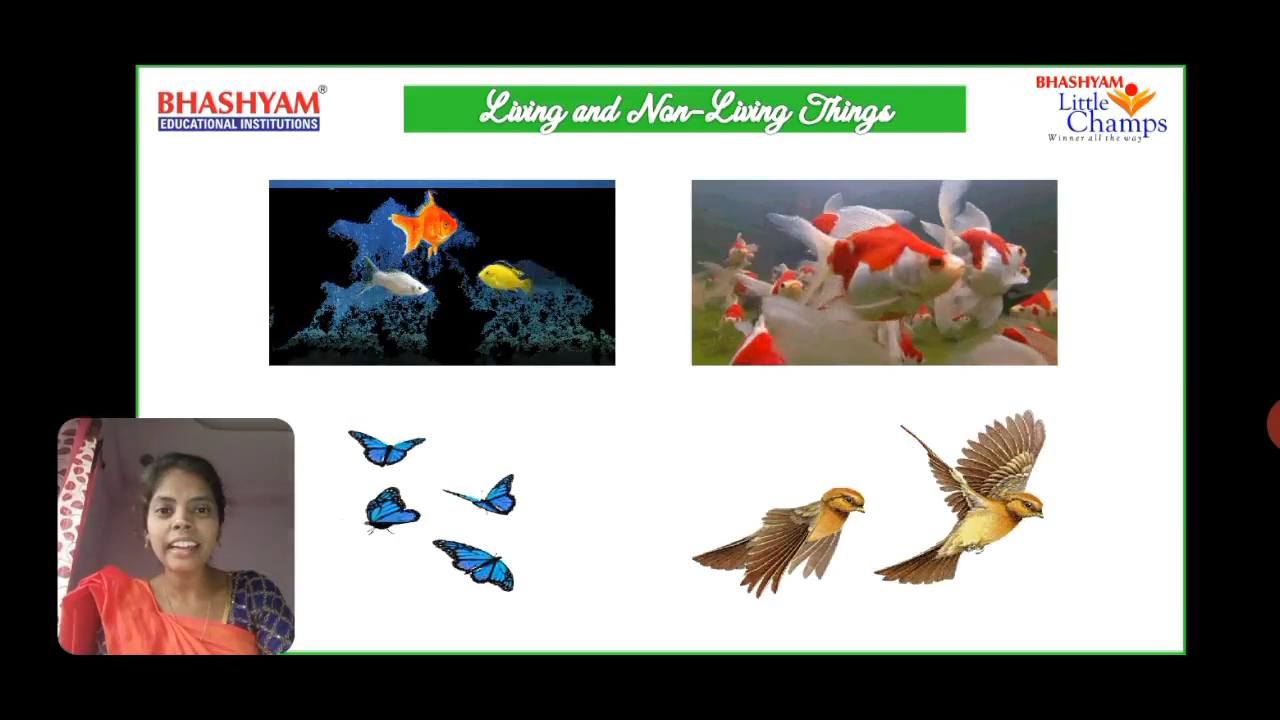 BHASHYAM®
EDUCATIONAL INSTITUTIONS
Living and Non-Living Things
BHASHYAM
Little
Champs
Winner all the way